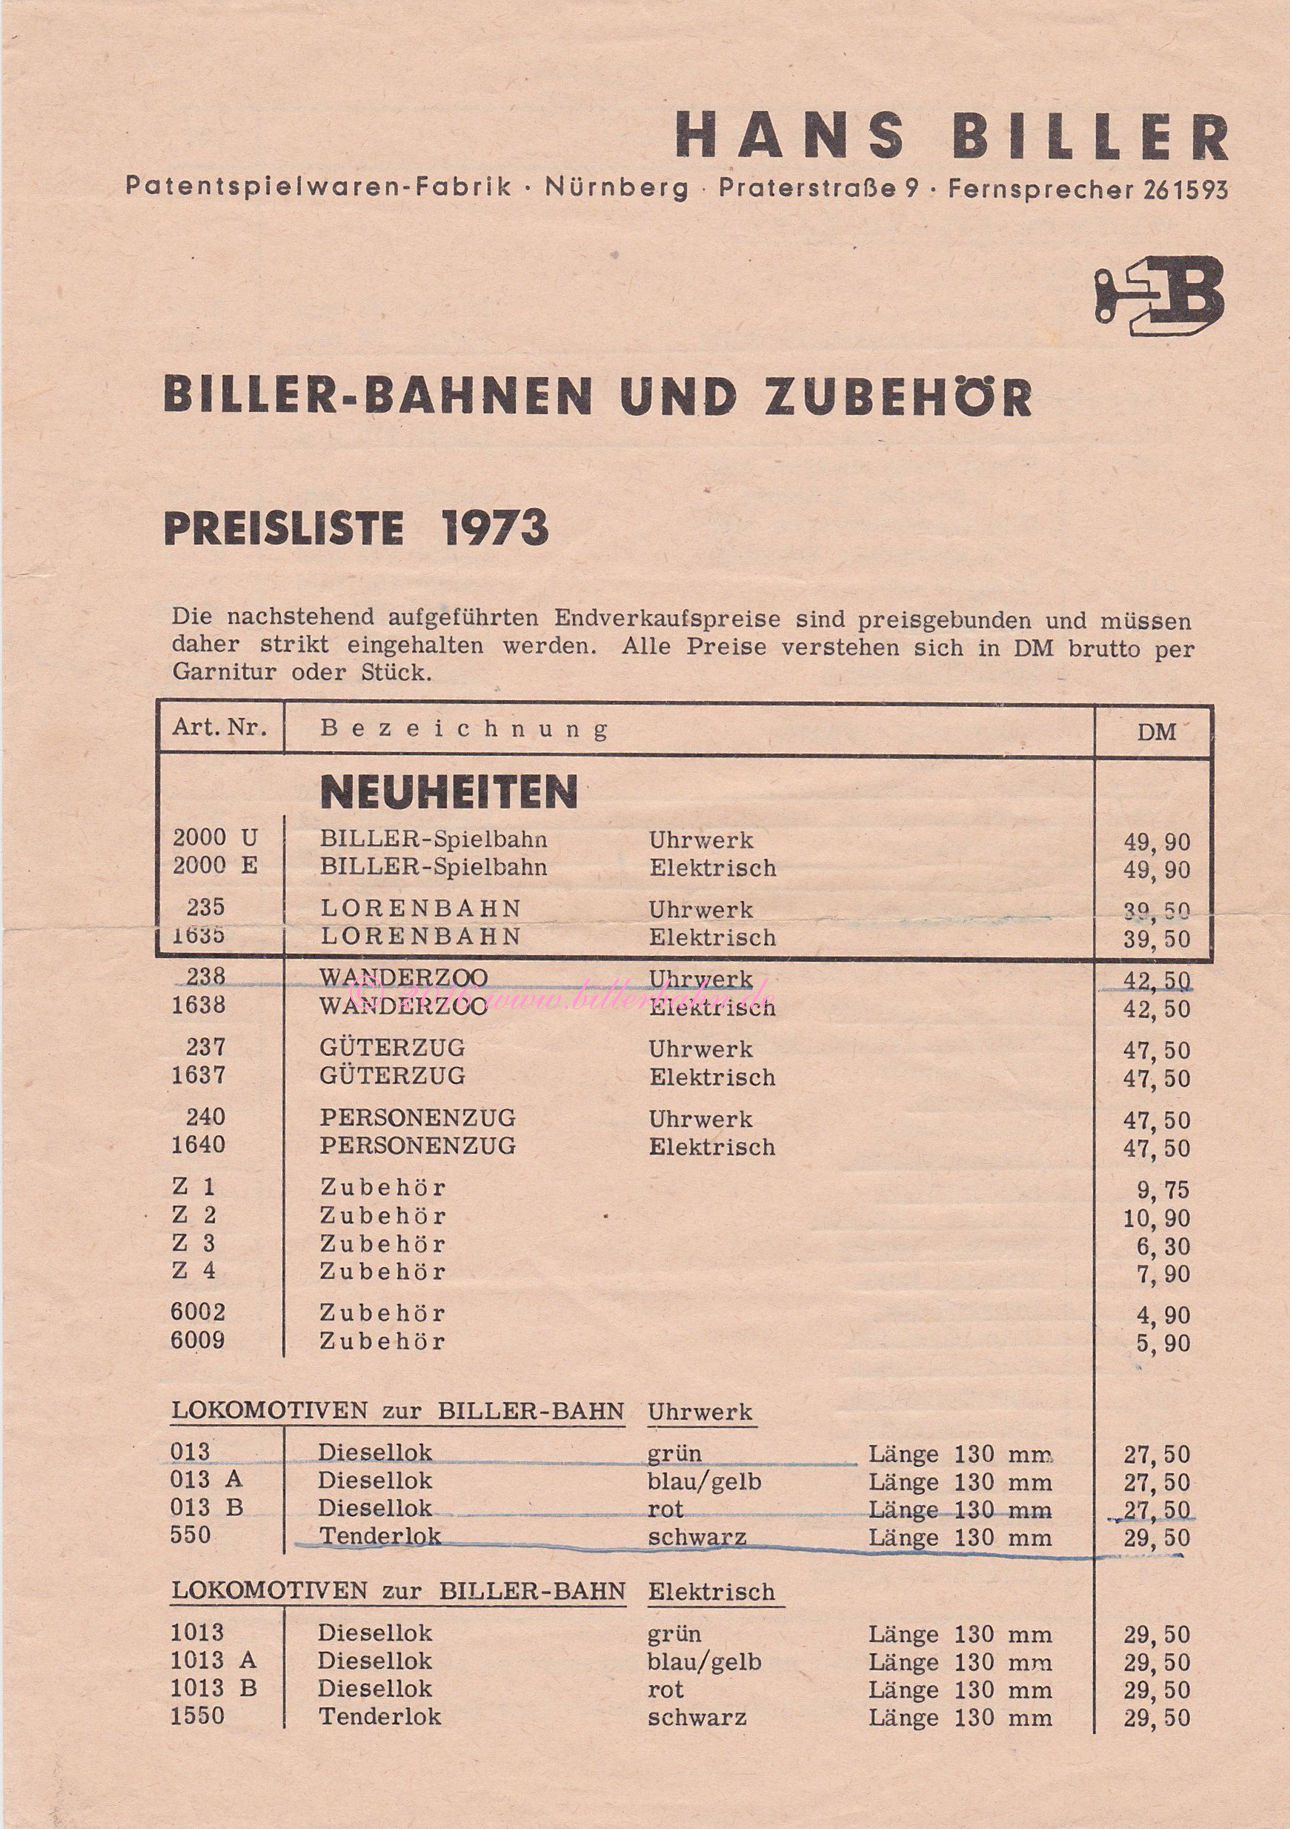 HANS BILLER
Patentspielwaren-Fabrik · Nürnberg · Praterstraße 9 · Fernsprecher 261593
B
BILLER-BAHNEN UND ZUBEHÖR
PREISLISTE 1973
Die nachstehend aufgeführten Endverkaufspreise sind preisgebunden und müssen
daher strikt eingehalten werden. Alle Preise verstehen sich in DM brutto per
Garnitur oder Stück.
Art. Nr. Bezeichnung DM
NEUHEITEN
2000 U BILLER-Spielbahn Uhrwerk 49,90
2000 E BILLER-Spielbahn Elektrisch 49,90
235 LORENBAHN Uhrwerk 39,50
1635 LORENBAHN Elektrisch 39,50
238 WANDERZOO Uhrwerk 42,50
© 2010 www.billerbahn.de
1638 WANDERZOO Elektrisch 42,50
237 GÜTERZUG Uhrwerk 47,50
1637 GÜTERZUG Elektrisch 47,50
240 PERSONENZUG Uhrwerk 47,50
1640 PERSONENZUG Elektrisch 47,50
Z 1 Zubehör 9,75
Z 2 Zubehör 10,90
Z 3 Zubehör 6,30
Z 4 Zubehör 7,90
6002 Zubehör 4,90
6009 Zubehör 5,90
LOKOMOTIVEN zur BILLER-BAHN Uhrwerk
013 Diesellok grün Länge 130 mm 27,50
013 A Diesellok blau/gelb Länge 130 mm 27,50
013 B Diesellok rot Länge 130 mm 27,50
550 Tenderlok schwarz Länge 130 mm 29,50
LOKOMOTIVEN zur BILLER-BAHN Elektrisch
1013 Diesellok grün Länge 130 mm 29,50
1013 A Diesellok blau/gelb Länge 130 mm 29,50
1013 B Diesellok rot Länge 130 mm 29,50
1550 Tenderlok schwarz Länge 130 mm 29,50